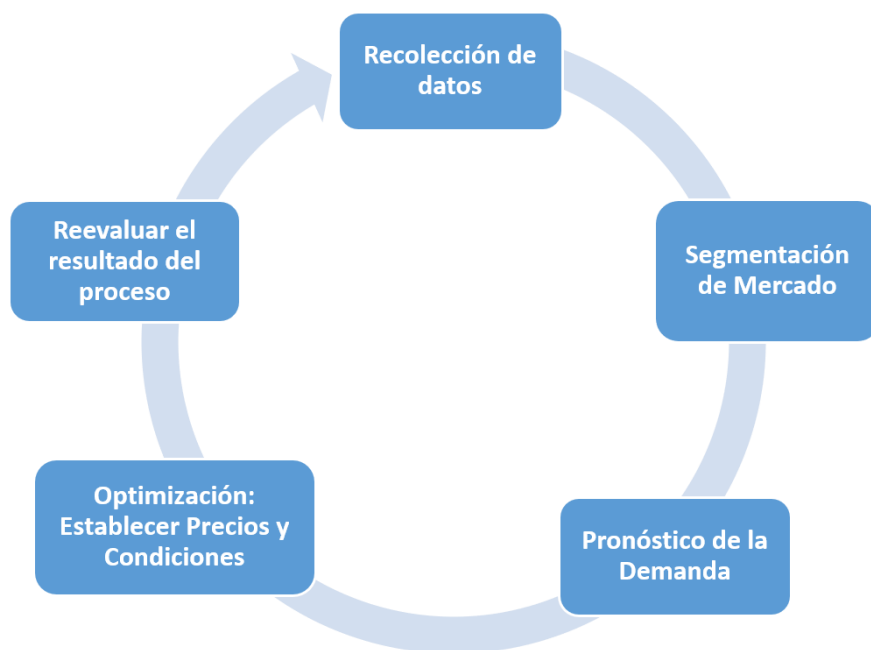 Recolección de
datos
Segmentación
de Mercado
Pronóstico de la
Demanda
Optimización:
Establecer Precios y
Condiciones
Reevaluar el
resultado del
proceso